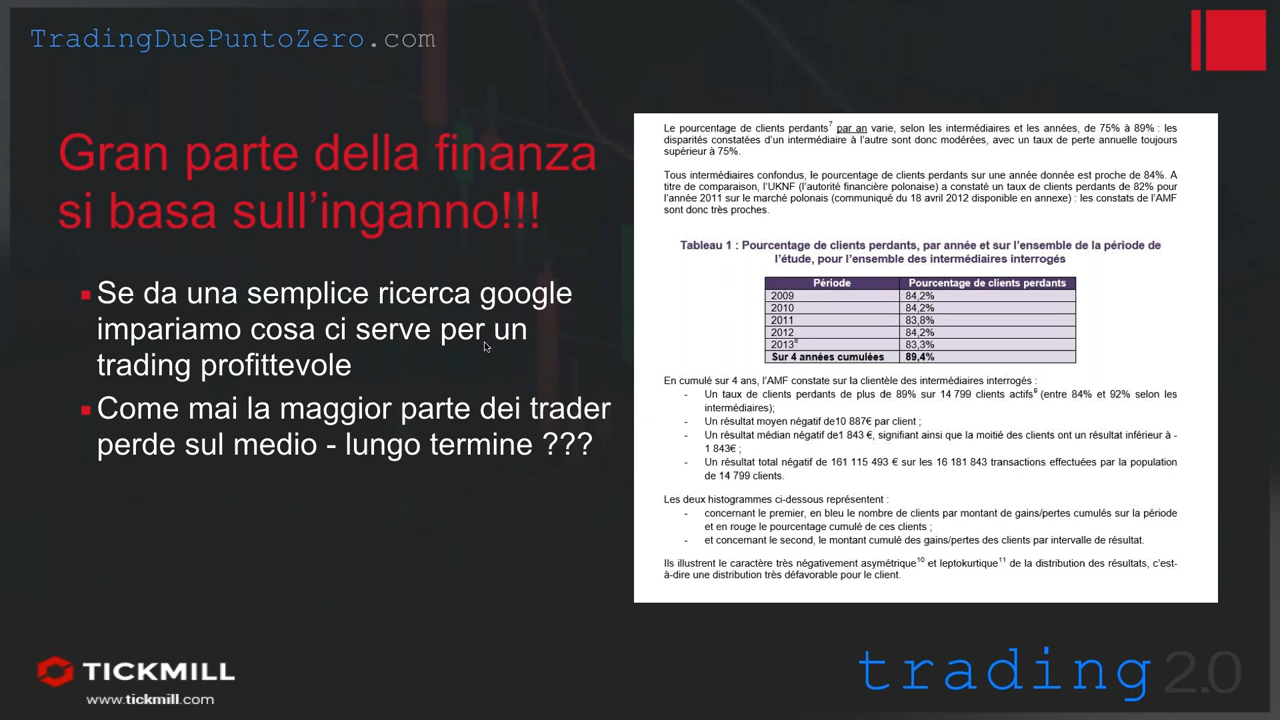 TradingDuePuntoZero.com
Gran parte della finanza
si basa sull'inganno!!!
Se da una semplice ricerca google
impariamo cosa ci serve per un
trading profittevole
Come mai la maggior parte dei trader
perde sul medio - lungo termine ???
Le pourcentage de clients perdants7 par an varie, selon les intermédiaires et les années, de 75% à 89% : les
disparités constatées d'un intermédiaire à l'autre sont donc modérées, avec un taux de perte annuelle toujours
supérieur à 75%.
Tous intermédiaires confondus, le pourcentage de clients perdants sur une année donnée est proche de 84%. A
titre de comparaison, l'UKNF (l'autorité financière polonaise) a constaté un taux de clients perdants de 82% pour
l'année 2011 sur le marché polonais (communiqué du 18 avril 2012 disponible en annexe) : les constats de l'AMF
sont donc très proches.
Tableau 1 : Pourcentage de clients perdants, par année et sur l'ensemble de la période de
l'étude, pour l'ensemble des intermédiaires interrogés
Période Pourcentage de clients perdants
2009 84,2%
2010 84,2%
2011 83,8%
2012 84,2%
20138 83,3%
Sur 4 années cumulées 89,4%
En cumulé sur 4 ans, l'AMF constate sur la clientèle des intermédiaires interrogés :
- Un taux de clients perdants de plus de 89% sur 14 799 clients actifs9 (entre 84% et 92% selon les
intermédiaires);
- Un résultat moyen négatif de10 887€ par client ;
- Un résultat médian négatif de1 843 €, signifiant ainsi que la moitié des clients ont un résultat inférieur à -
1 843€ ;
- Un résultat total négatif de 161 115 493 € sur les 16 181 843 transactions effectuées par la population
de 14 799 clients.
Les deux histogrammes ci-dessous représentent :
- concernant le premier, en bleu le nombre de clients par montant de gains/pertes cumulés sur la période
et en rouge le pourcentage cumulé de ces clients ;
- et concernant le second, le montant cumulé des gains/pertes des clients par intervalle de résultat.
Ils illustrent le caractère très négativement asymétrique10 et leptokurtique11 de la distribution des résultats, c'est-
à-dire une distribution très défavorable pour le client.
TICKMILL
www.tickmill.com
trading 2.0